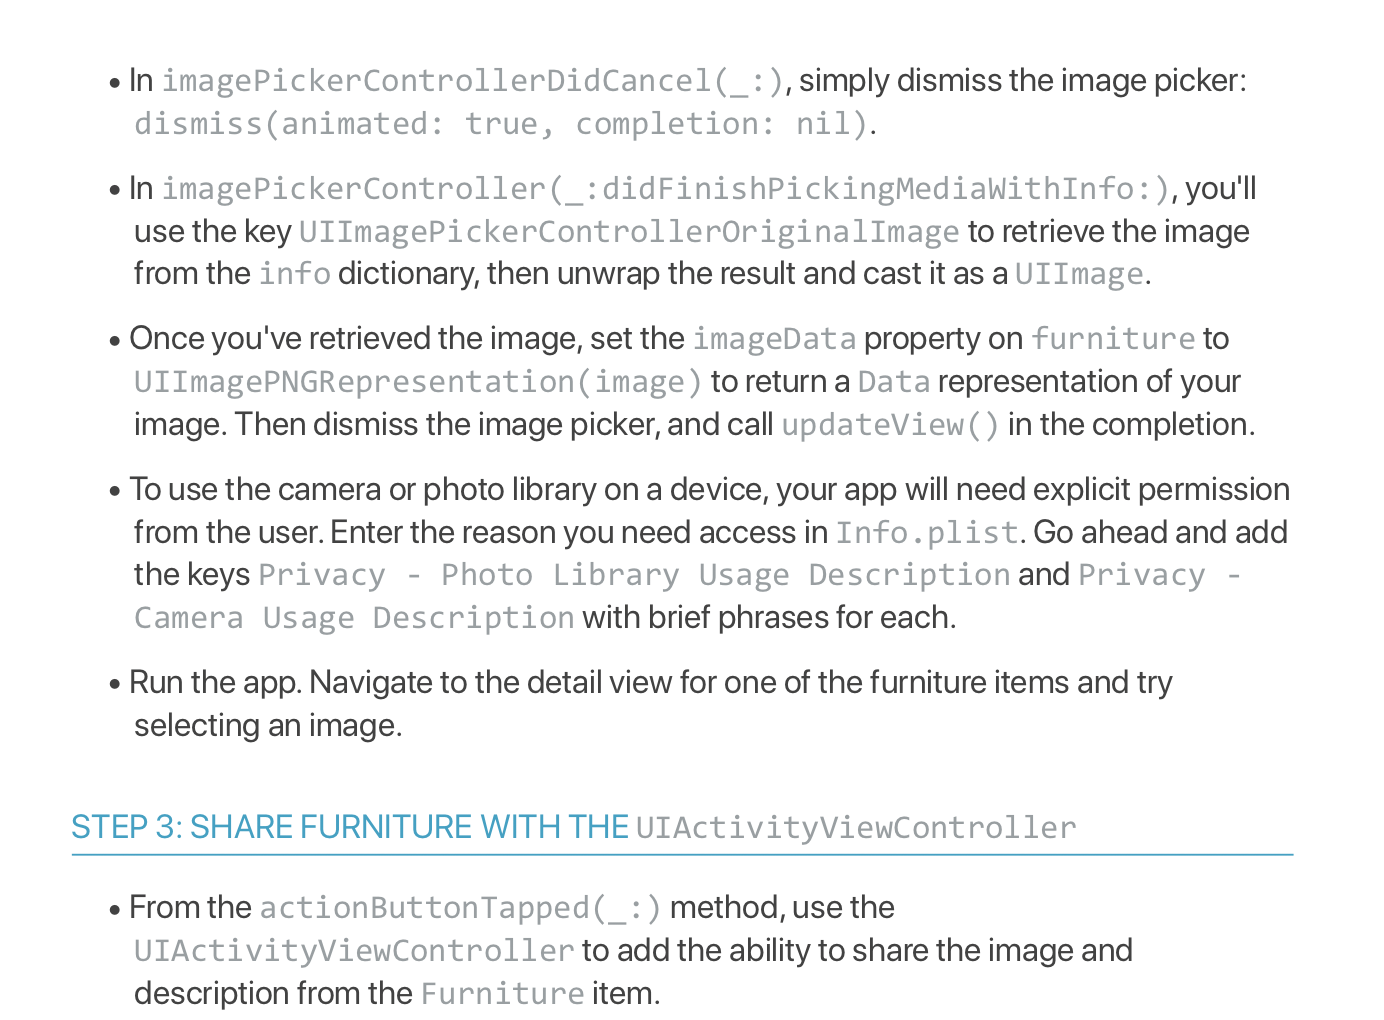 • In imagePickerControllerDidCancel(_:), simply dismiss the image picker:
dismiss(animated: true, completion: nil).
• In imagePickerController(_:didFinishPickingMediaWithInfo:), you'll
use the key UIImagePickerControllerOriginalImage to retrieve the image
from the info dictionary, then unwrap the result and cast it as a UIImage.
• Once you've retrieved the image, set the imageData property on furniture to
UIImagePNGRepresentation(image) to return a Data representation of your
image. Then dismiss the image picker, and call updateView() in the completion.
• To use the camera or photo library on a device, your app will need explicit permission
from the user. Enter the reason you need access in Info.plist. Go ahead and add
the keys Privacy - Photo Library Usage Description and Privacy -
Camera Usage Description with brief phrases for each.
• Run the app. Navigate to the detail view for one of the furniture items and try
selecting an image.
STEP 3: SHARE FURNITURE WITH THE UIActivityViewController
• From the actionButtonTapped(_:) method, use the
UIActivityViewController to add the ability to share the image and
description from the Furniture item.